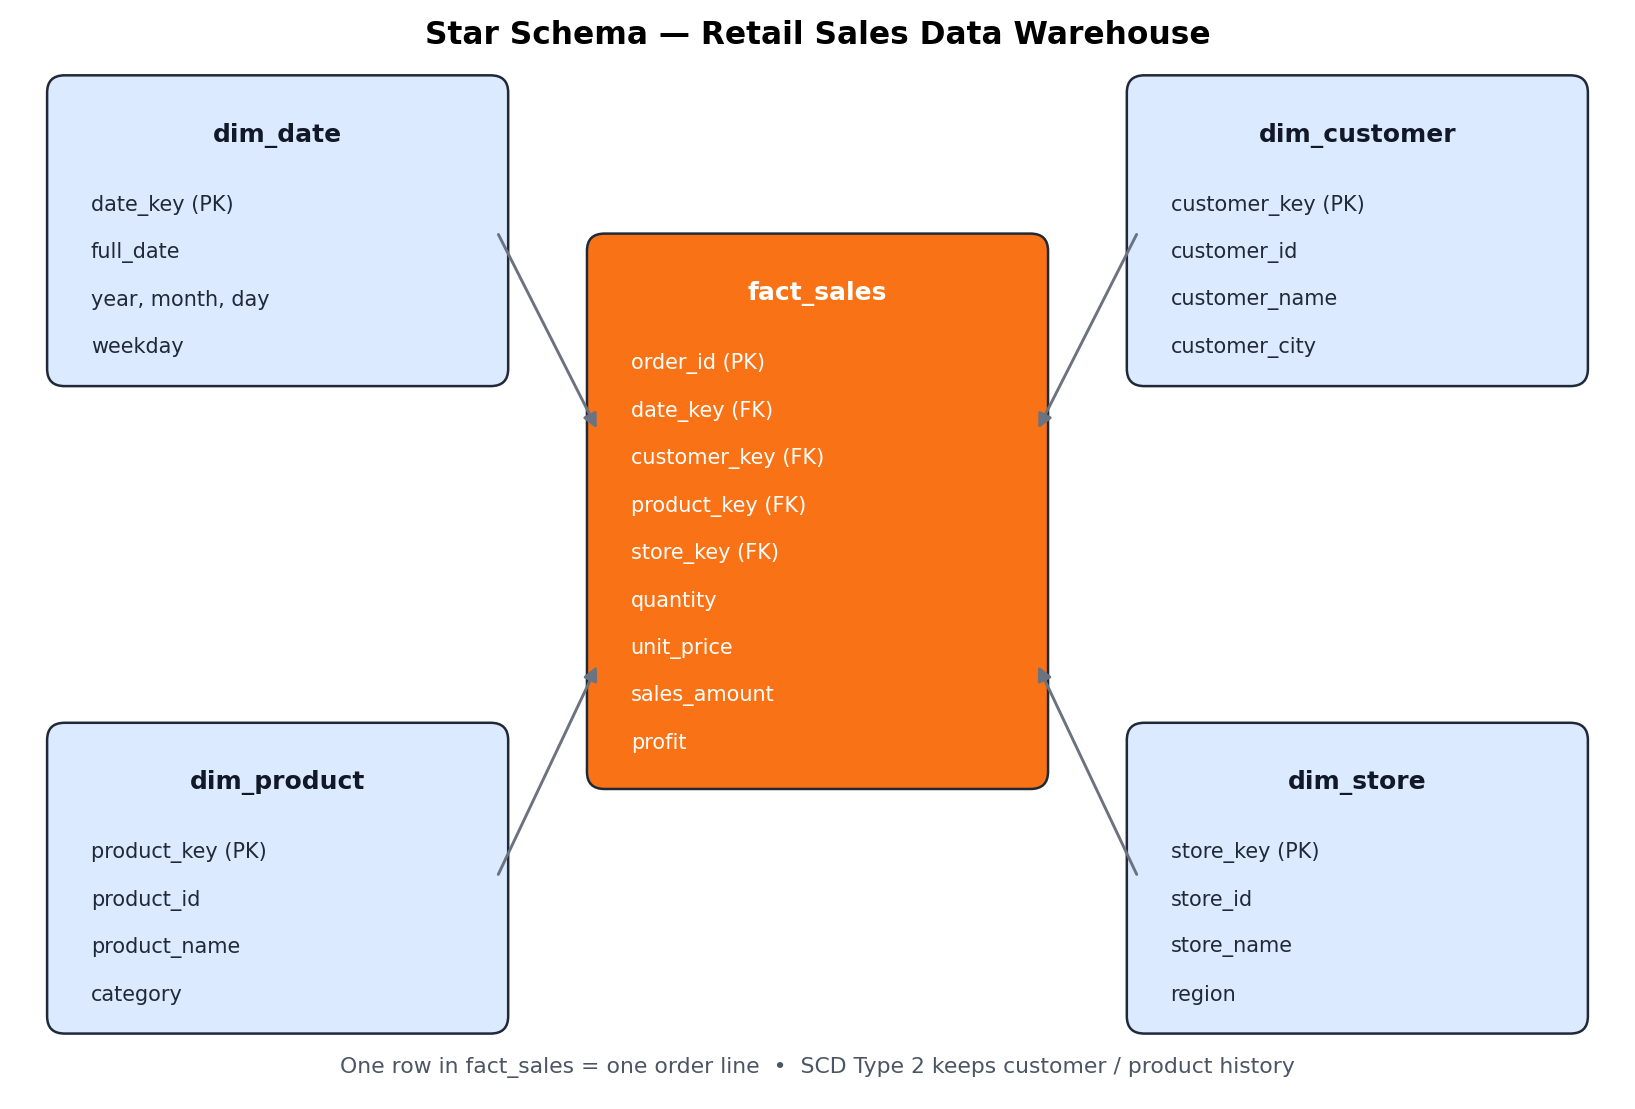 Star Schema — Retail Sales Data Warehouse
dim_date
date_key (PK)
full_date
year, month, day
weekday
dim_customer
customer_key (PK)
customer_id
customer_name
customer_city
fact_sales
order_id (PK)
date_key (FK)
customer_key (FK)
product_key (FK)
store_key (FK)
quantity
unit_price
sales_amount
profit
dim_product
product_key (PK)
product_id
product_name
category
dim_store
store_key (PK)
store_id
store_name
region
One row in fact_sales = one order line • SCD Type 2 keeps customer / product history